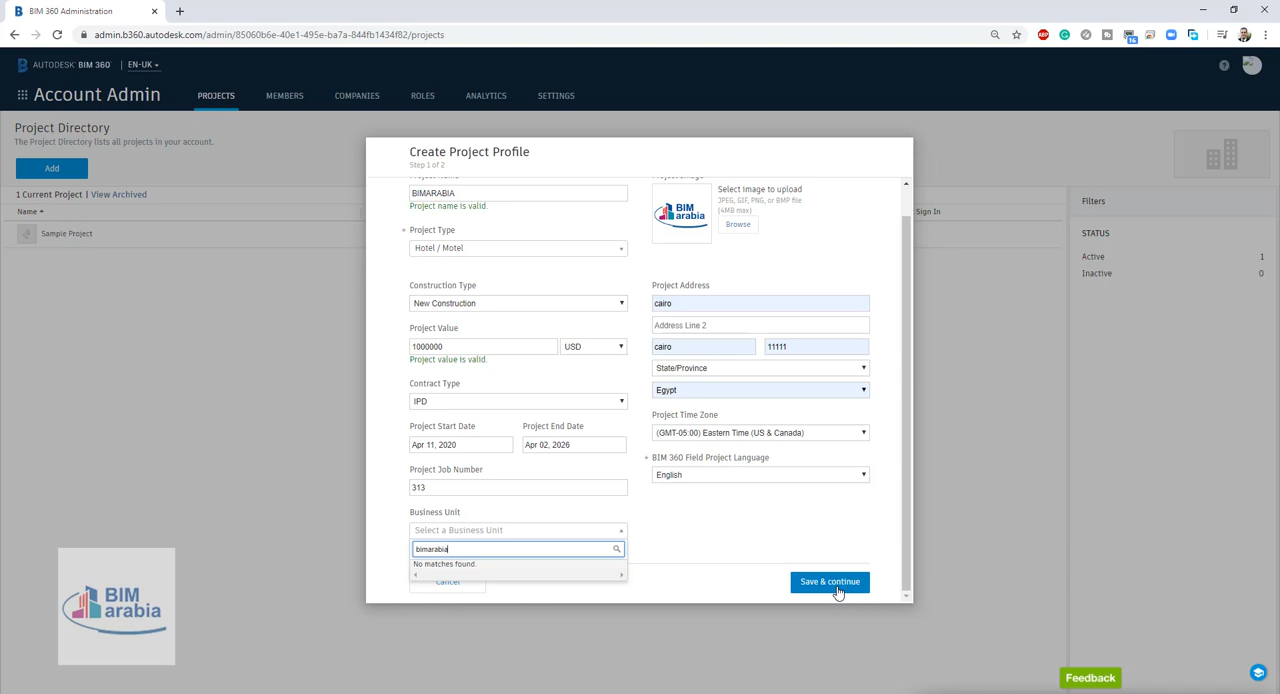 BIM 360 Administration
admin.b360.autodesk.com/admin/85060b6e-40e1-495e-ba7a-844fb1434f82/projects
ABP
16
AUTODESK® BIM 360® | EN-UK
Account Admin
PROJECTS
MEMBERS
COMPANIES
ROLES
ANALYTICS
SETTINGS
Project Directory
The Project Directory lists all projects in your account.
Add
1 Current Project | View Archived
Name
Sign In
Sample Project
Filters
STATUS
Active 1
Inactive 0
Create Project Profile
Step 1 of 2
Project Name
BIMARABIA
Project name is valid.
Project Type
Hotel / Motel
Construction Type
New Construction
Project Value
1000000 USD
Project value is valid.
Contract Type
IPD
Project Start Date Project End Date
Apr 11, 2020 Apr 02, 2026
Project Job Number
313
Business Unit
Select a Business Unit
bimarabia
No matches found.
Cancel
Project Image
BIM
arabia
Select image to upload
JPEG, GIF, PNG, or BMP file
(4MB max)
Browse
Project Address
cairo
Address Line 2
cairo 11111
State/Province
Egypt
Project Time Zone
(GMT-05:00) Eastern Time (US & Canada)
BIM 360 Field Project Language
English
Save & continue
BIM
arabia
Feedback